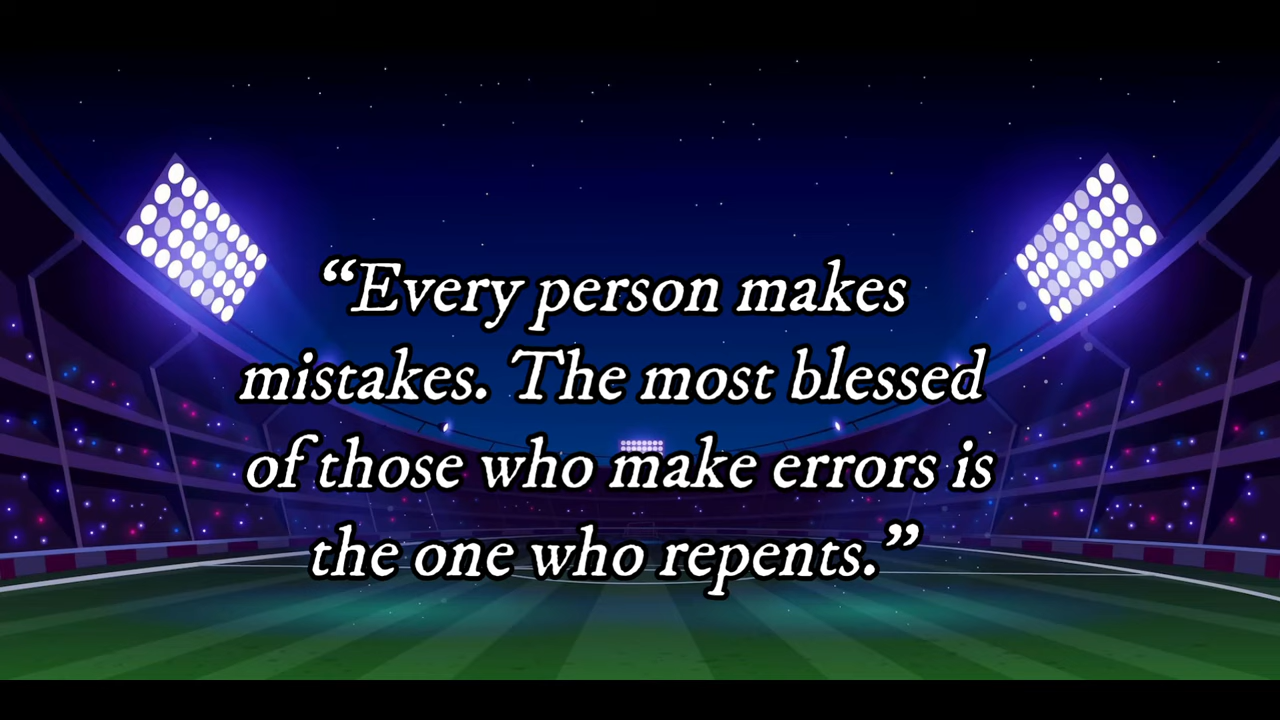 “Every person makes
mistakes. The most blessed
of those who make errors is
the one who repents.”